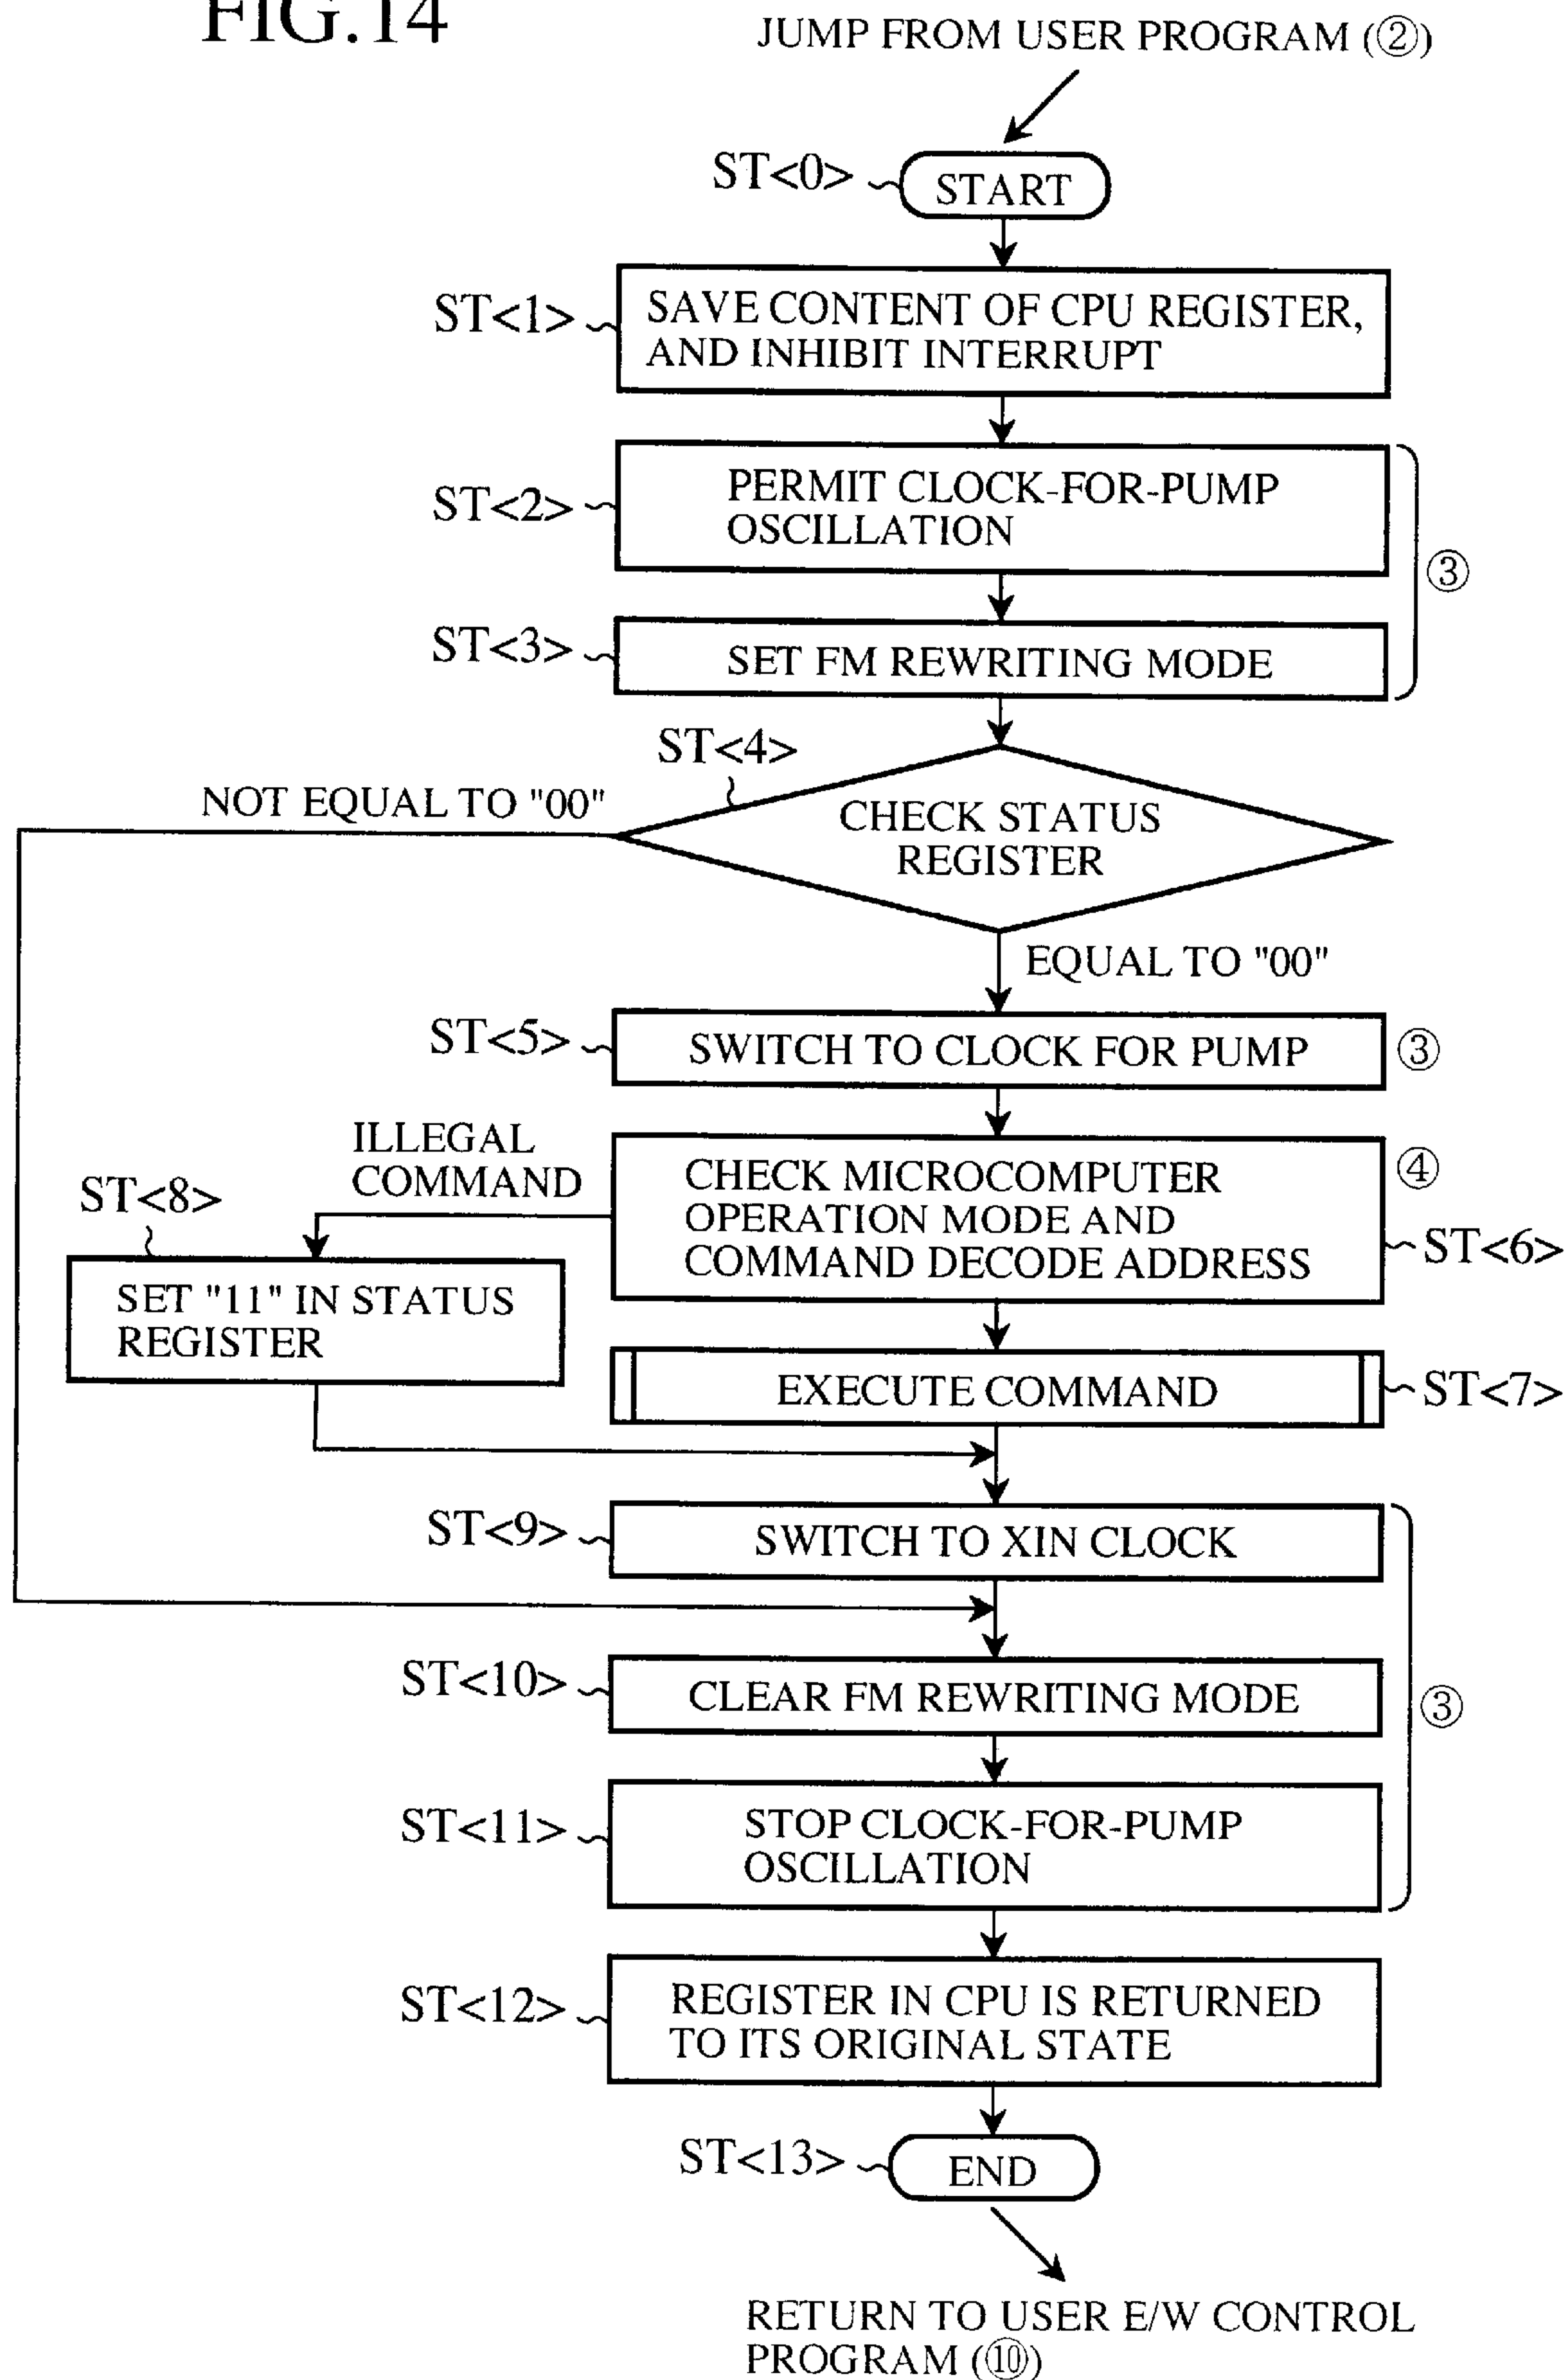 FIG.14
JUMP FROM USER PROGRAM (②)
ST<0>
START
ST<1>
SAVE CONTENT OF CPU REGISTER,
AND INHIBIT INTERRUPT
ST<2>
PERMIT CLOCK-FOR-PUMP
OSCILLATION
③
ST<3>
SET FM REWRITING MODE
ST<4>
NOT EQUAL TO "00"
CHECK STATUS
REGISTER
EQUAL TO "00"
ST<5>
SWITCH TO CLOCK FOR PUMP
③
ILLEGAL
COMMAND
CHECK MICROCOMPUTER
OPERATION MODE AND
COMMAND DECODE ADDRESS
④
ST<6>
ST<8>
SET "11" IN STATUS
REGISTER
EXECUTE COMMAND
ST<7>
ST<9>
SWITCH TO XIN CLOCK
ST<10>
CLEAR FM REWRITING MODE
③
ST<11>
STOP CLOCK-FOR-PUMP
OSCILLATION
ST<12>
REGISTER IN CPU IS RETURNED
TO ITS ORIGINAL STATE
ST<13>
END
RETURN TO USER E/W CONTROL
PROGRAM (⑩)